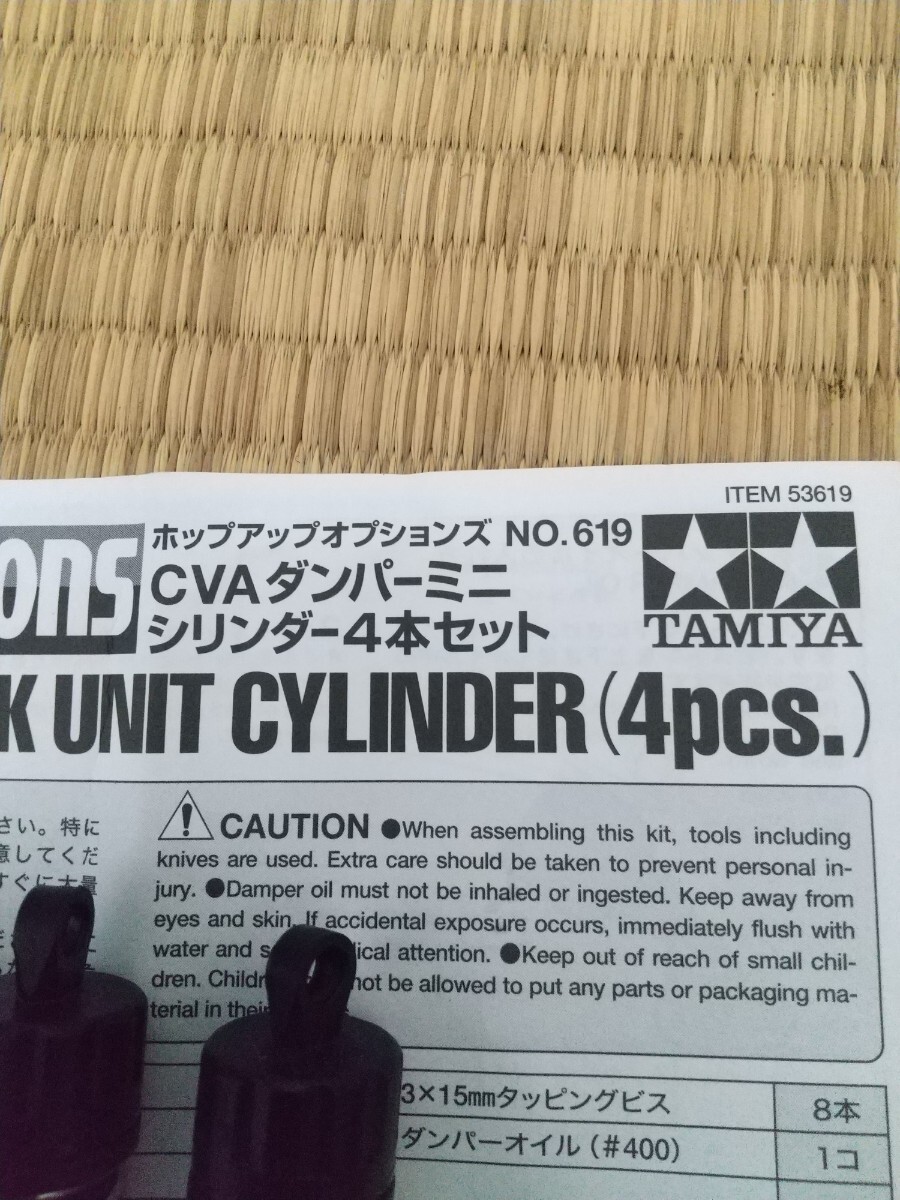 ITEM 53619
ons
ホップアップオプションズ NO.619
CVAダンパーミニ
シリンダー4本セット
TAMIYA
K UNIT CYLINDER(4pcs.)
さい。特に
意してくだ
すぐに大量
CAUTION ●When assembling this kit, tools including
knives are used. Extra care should be taken to prevent personal in-
jury. ●Damper oil must not be inhaled or ingested. Keep away from
eyes and skin. If accidental exposure occurs, immediately flush with
water and s ical attention. ●Keep out of reach of small chil-
dren. Childr not be allowed to put any parts or packaging ma-
terial in their
3×15mmタッピングビス 8本
ダンパーオイル(#400) 1コ